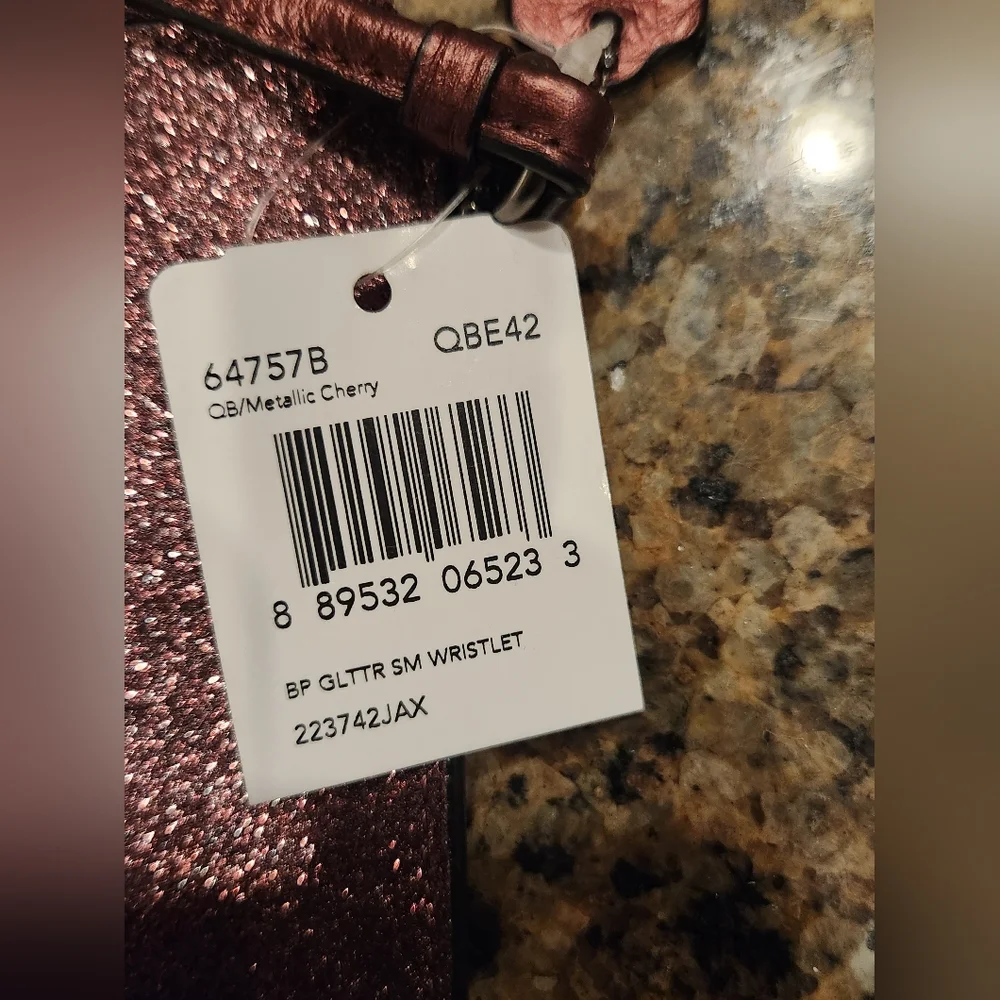 64757B QBE42
QB/Metallic Cherry
8 89532 06523 3
BP GLTTR SM WRISTLET
223742JAX